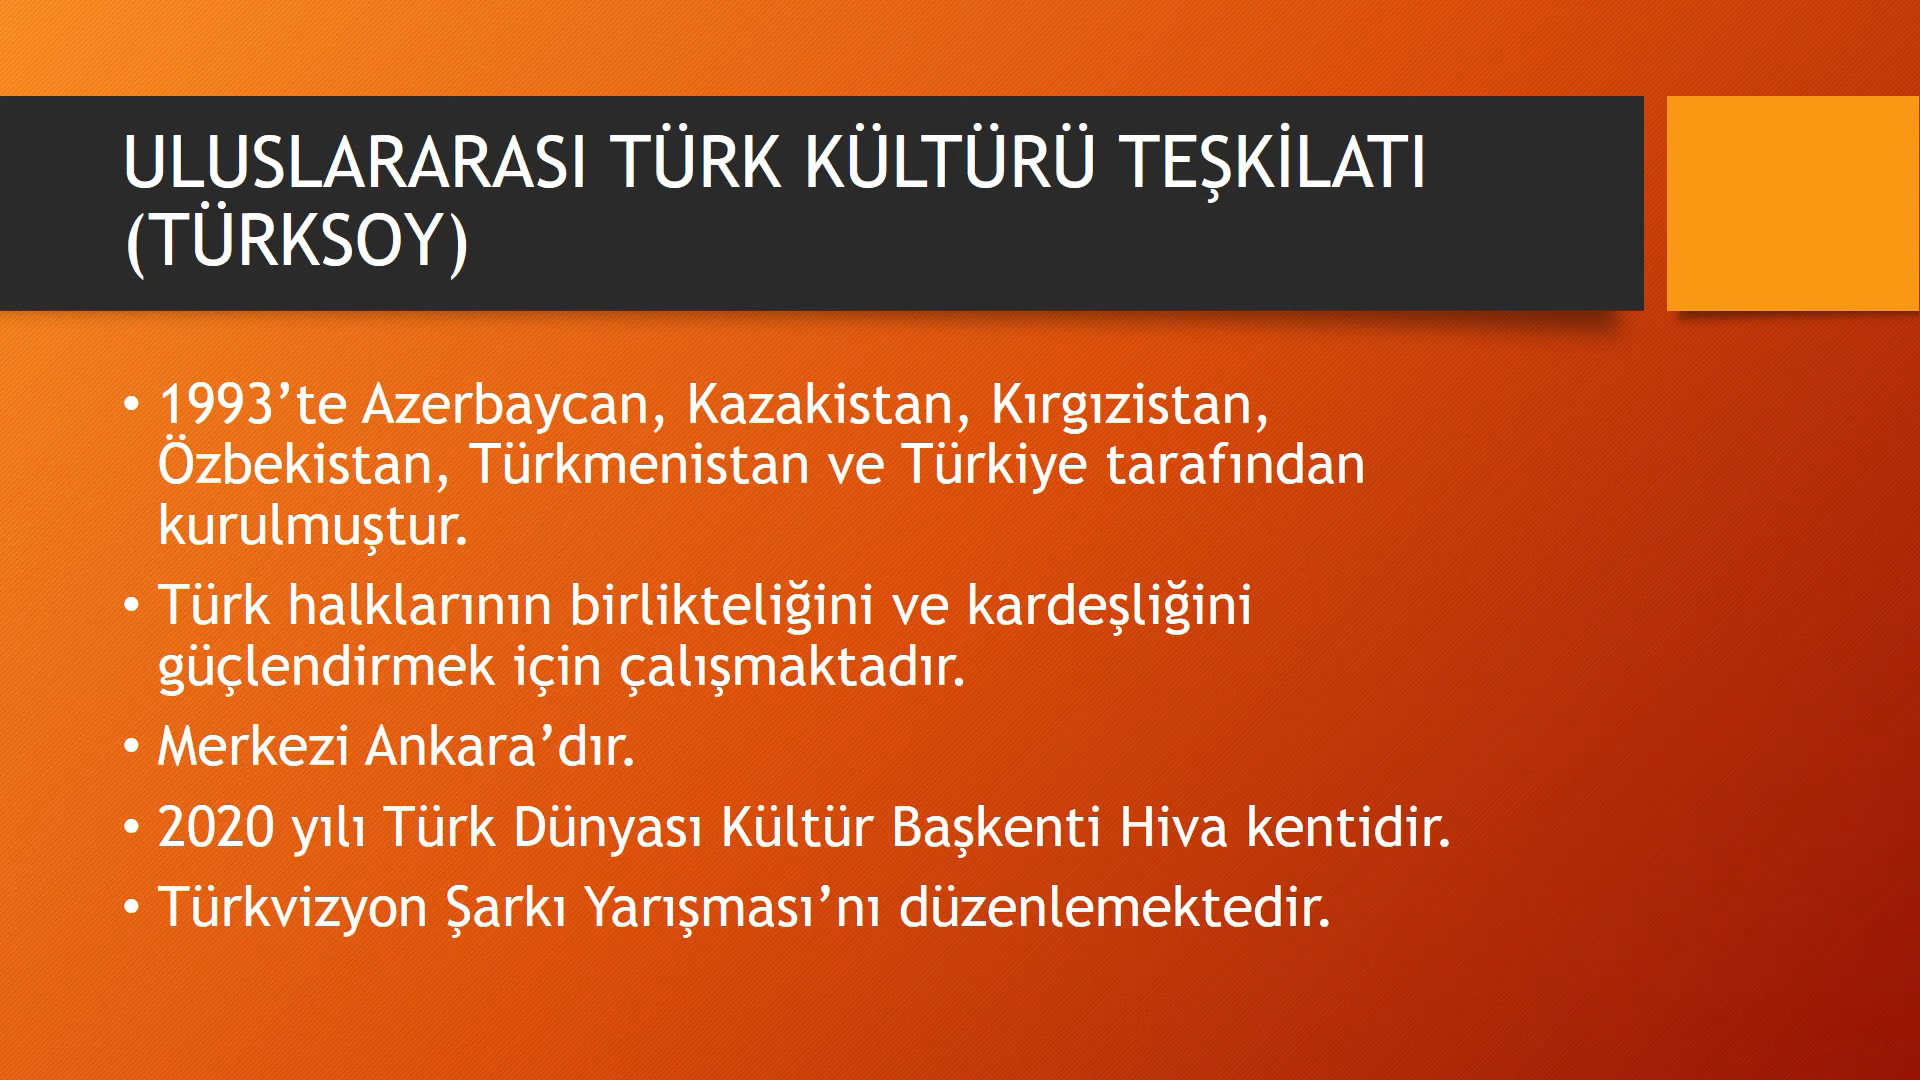 ULUSLARARASI TÜRK KÜLTÜRÜ TEŞKİLATI
(TÜRKSOY)
• 1993’te Azerbaycan, Kazakistan, Kırgızistan,
Özbekistan, Türkmenistan ve Türkiye tarafından
kurulmuştur.
• Türk halklarının birlikteliğini ve kardeşliğini
güçlendirmek için çalışmaktadır.
• Merkezi Ankara’dır.
• 2020 yılı Türk Dünyası Kültür Başkenti Hiva kentidir.
• Türkvizyon Şarkı Yarışması’nı düzenlemektedir.